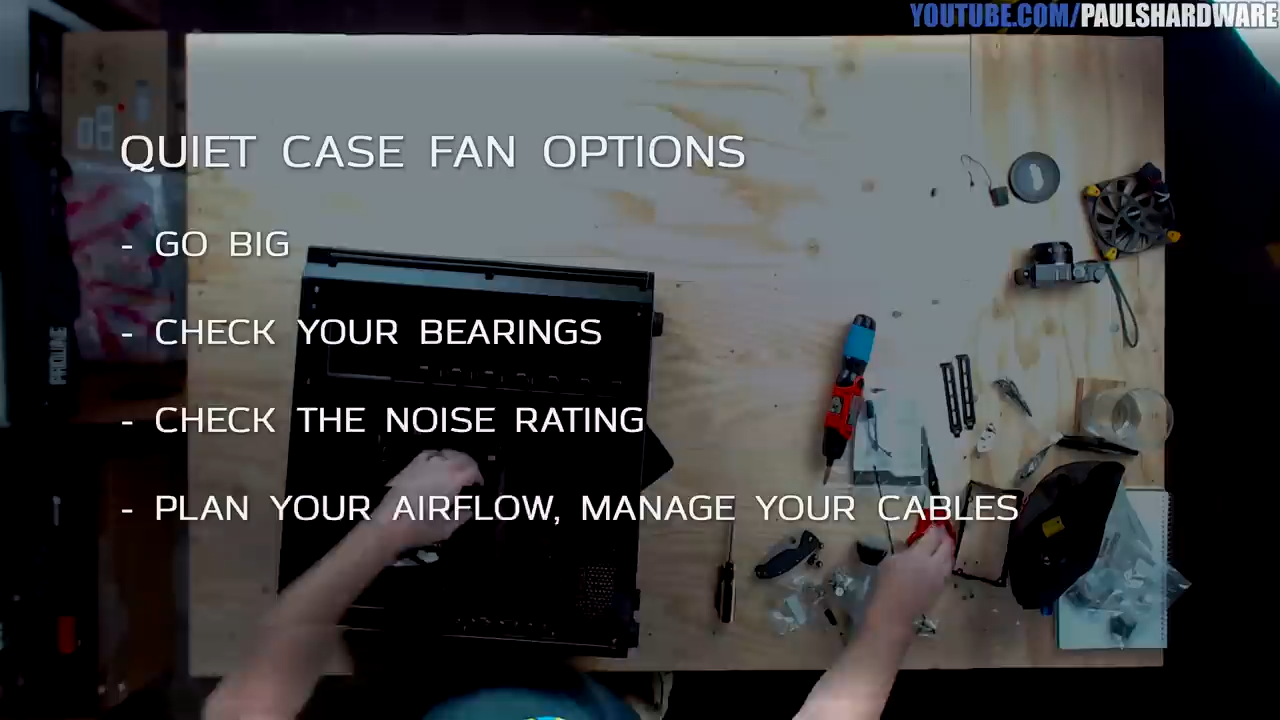 YOUTUBE.COM/PAULSHARDWARE
QUIET CASE FAN OPTIONS
- GO BIG
- CHECK YOUR BEARINGS
- CHECK THE NOISE RATING
- PLAN YOUR AIRFLOW, MANAGE YOUR CABLES